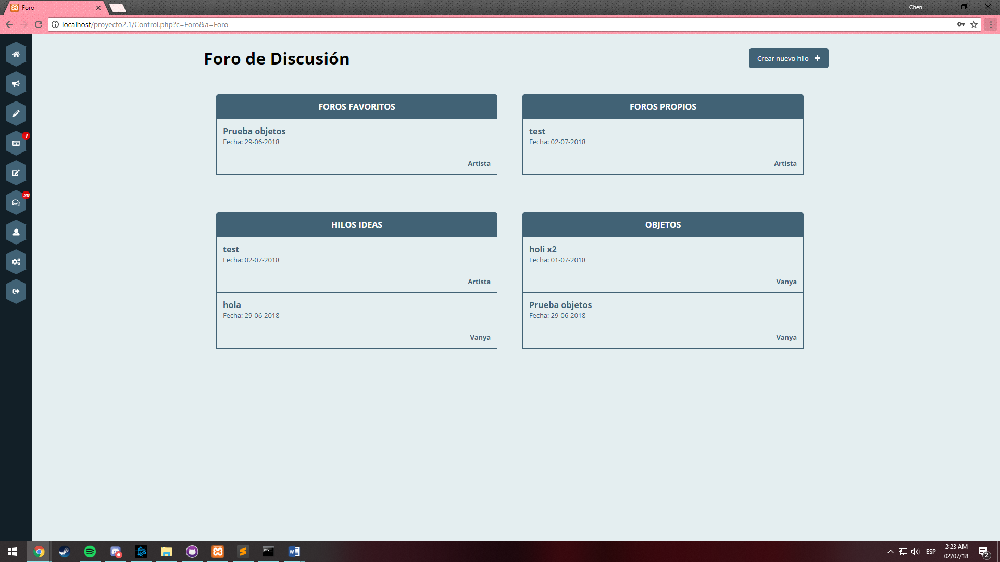 Foro
Chen
localhost/proyecto2.1/Control.php?c=Foro&a=Foro
Foro de Discusión
Crear nuevo hilo
FOROS FAVORITOS
Prueba objetos
Fecha: 29-06-2018
Artista
FOROS PROPIOS
test
Fecha: 02-07-2018
Artista
HILOS IDEAS
test
Fecha: 02-07-2018
Artista
hola
Fecha: 29-06-2018
Vanya
OBJETOS
holi x2
Fecha: 01-07-2018
Vanya
Prueba objetos
Fecha: 29-06-2018
Vanya
1
20
ESP
2:23 AM
02/07/18
2